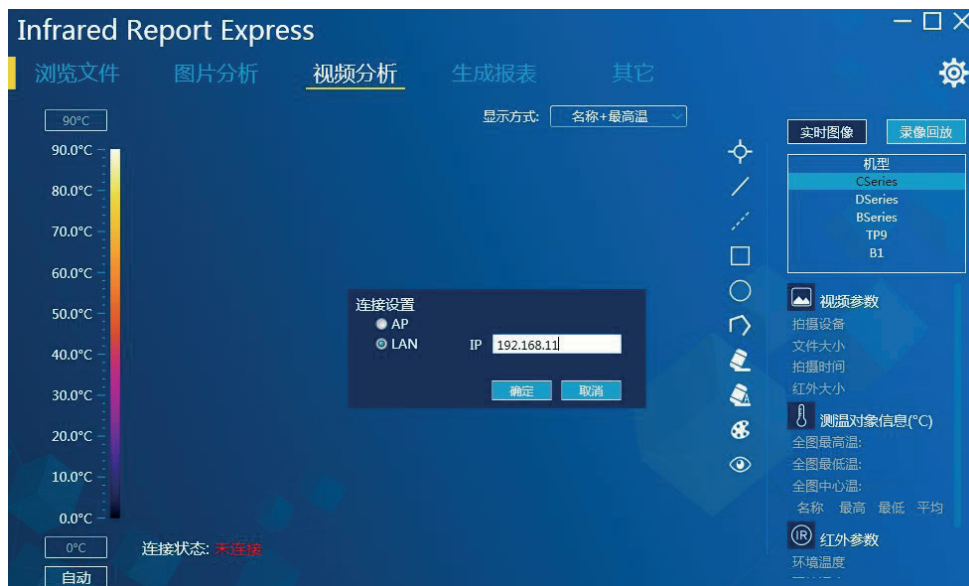 Infrared Report Express
浏览文件 图片分析 视频分析 生成报表 其它
显示方式: 名称+最高温
90°C
90.0°C
80.0°C
70.0°C
60.0°C
50.0°C
40.0°C
30.0°C
20.0°C
10.0°C
0.0°C
0°C
自动
连接状态: 未连接
连接设置
AP
LAN IP 192.168.11
确定 取消
实时图像 录像回放
机型
CSeries
DSeries
BSeries
TP9
B1
视频参数
拍摄设备
文件大小
拍摄时间
红外大小
测温对象信息(°C)
全图最高温:
全图最低温:
全图中心温:
名称 最高 最低 平均
IR 红外参数
环境温度